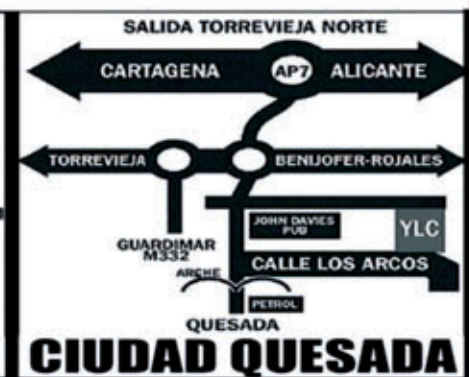 SALIDA TORREVIEJA NORTE
CARTAGENA AP7 ALICANTE
TORREVIEJA BENIJOFER-ROJALES
JOHN DAVIES
PUB
YLC
GUARDIMAR
M332
CALLE LOS ARCOS
ARCHE
PETROL
QUESADA
CIUDAD QUESADA